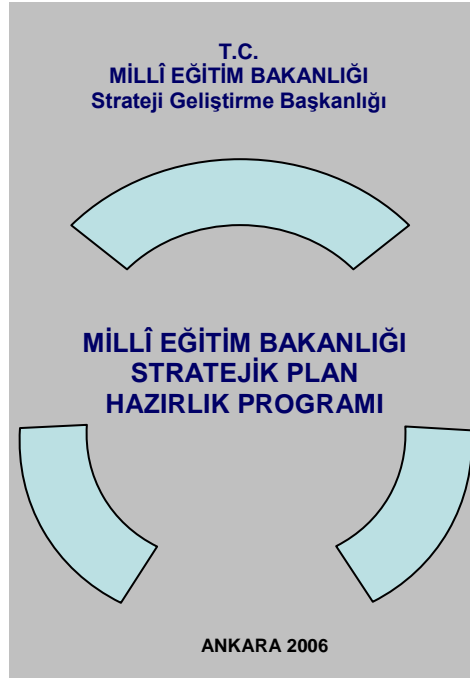 T.C.
MİLLÎ EĞİTİM BAKANLIĞI
Strateji Geliştirme Başkanlığı
MİLLÎ EĞİTİM BAKANLIĞI
STRATEJİK PLAN
HAZIRLIK PROGRAMI
ANKARA 2006